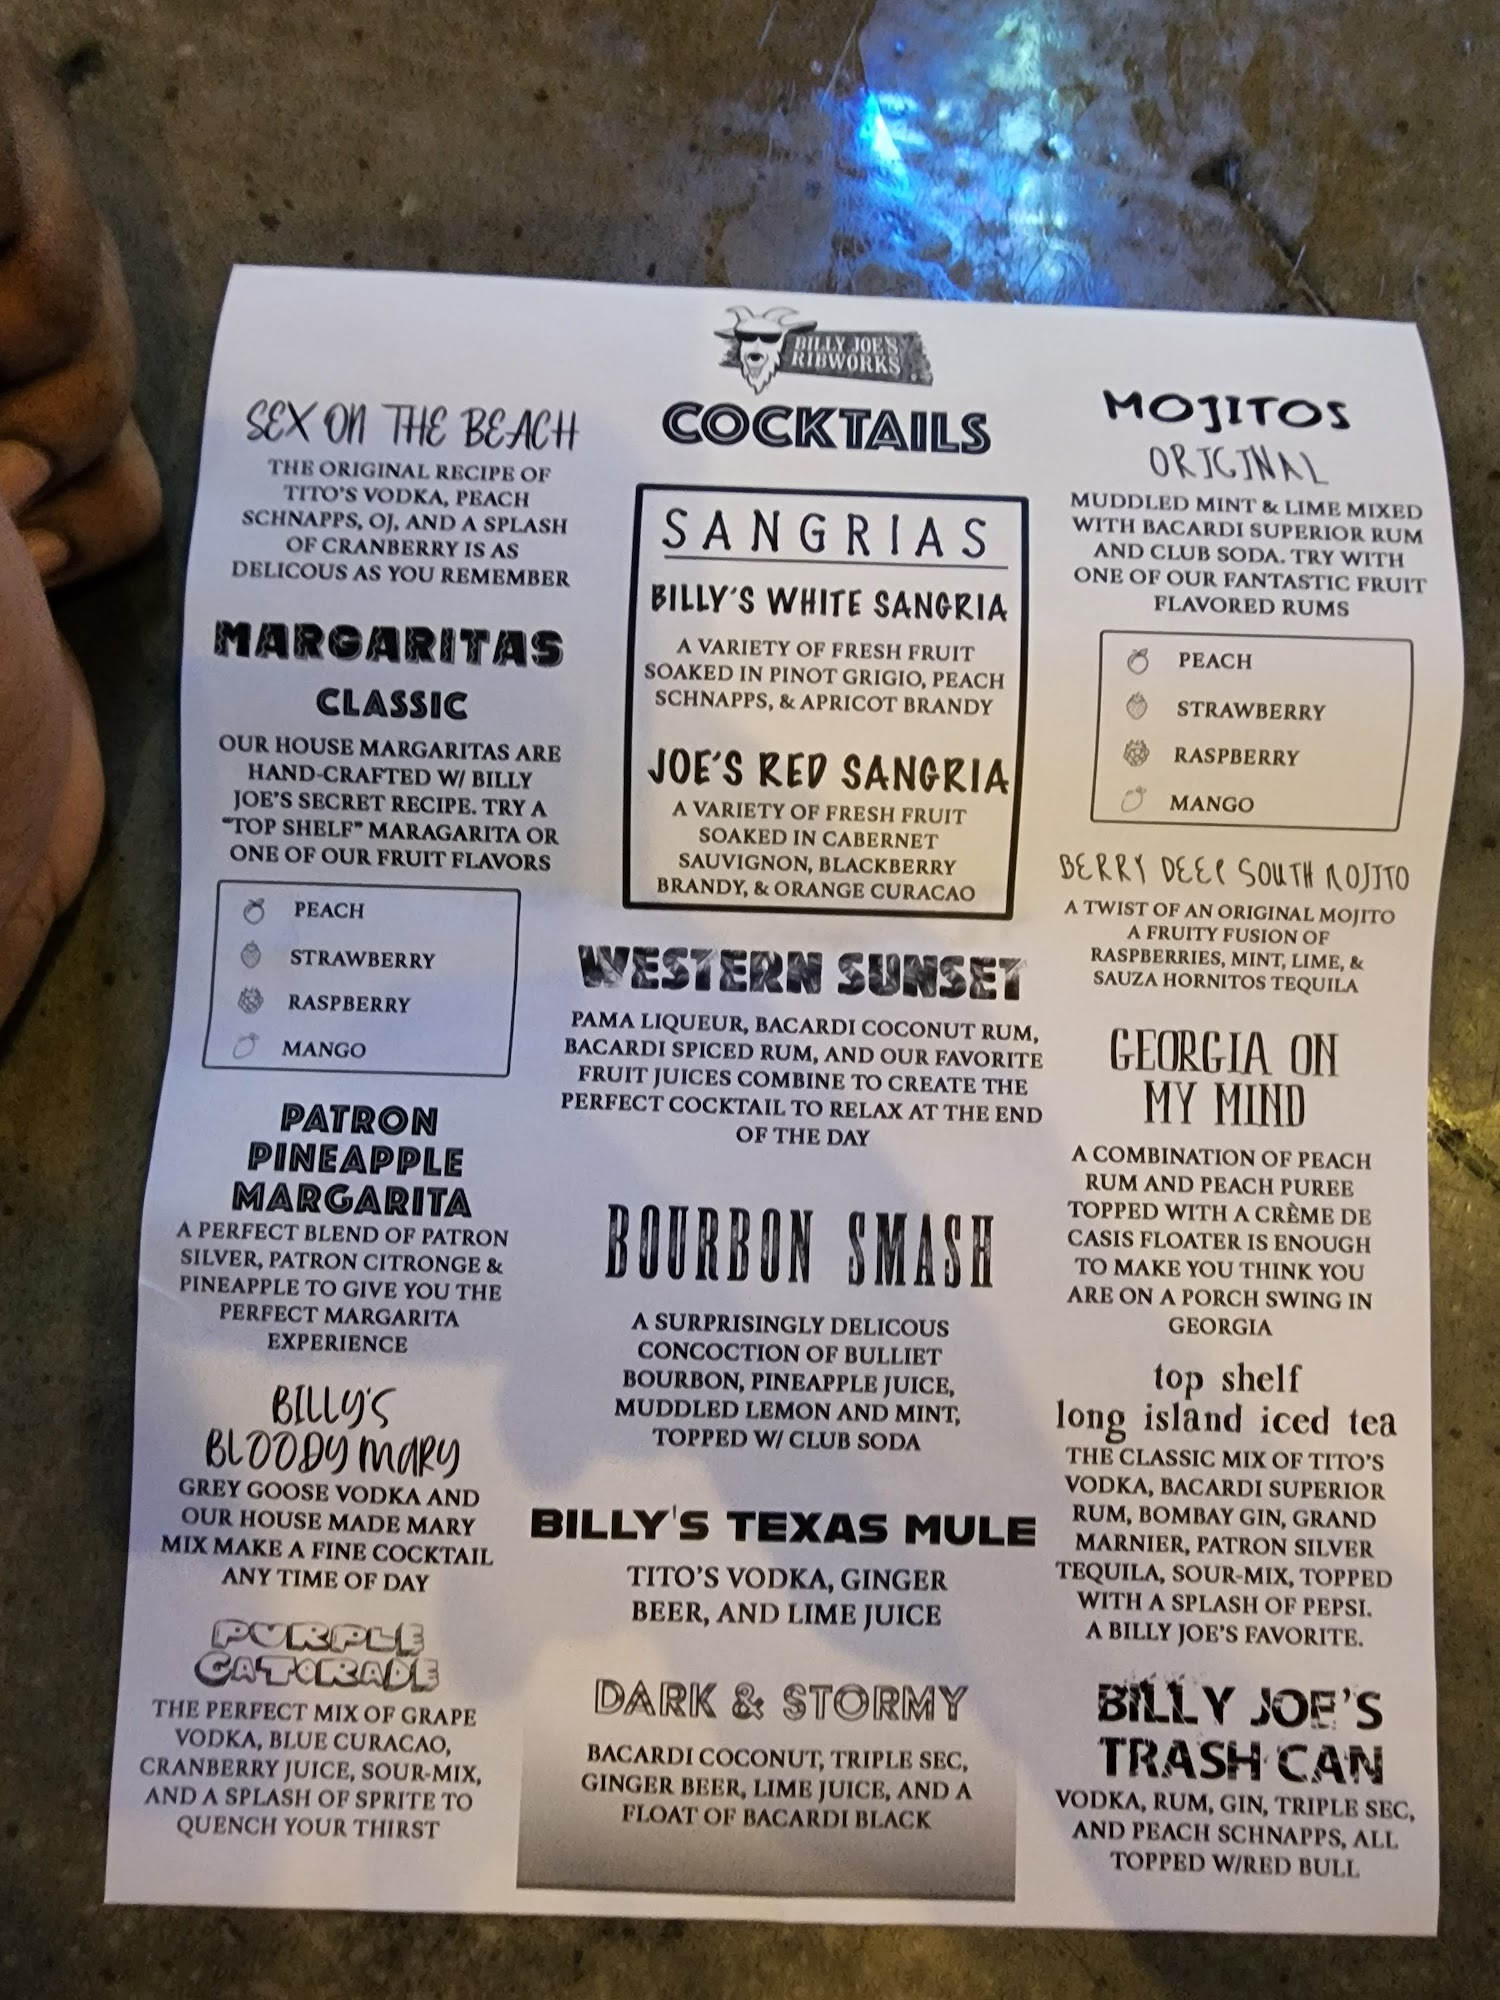 BILLY JOE'S
RIBWORKS
COCKTAILS
SEX ON THE BEACH
THE ORIGINAL RECIPE OF
TITO'S VODKA, PEACH
SCHNAPPS, OJ, AND A SPLASH
OF CRANBERRY IS AS
DELICOUS AS YOU REMEMBER
MARGARITAS
CLASSIC
OUR HOUSE MARGARITAS ARE
HAND-CRAFTED W/ BILLY
JOE'S SECRET RECIPE. TRY A
"TOP SHELF" MARAGARITA OR
ONE OF OUR FRUIT FLAVORS
PEACH
STRAWBERRY
RASPBERRY
MANGO
PATRON
PINEAPPLE
MARGARITA
A PERFECT BLEND OF PATRON
SILVER, PATRON CITRONGE &
PINEAPPLE TO GIVE YOU THE
PERFECT MARGARITA
EXPERIENCE
BILLY'S
BLOODY MARY
GREY GOOSE VODKA AND
OUR HOUSE MADE MARY
MIX MAKE A FINE COCKTAIL
ANY TIME OF DAY
PURPLE
GATORADE
THE PERFECT MIX OF GRAPE
VODKA, BLUE CURACAO,
CRANBERRY JUICE, SOUR-MIX,
AND A SPLASH OF SPRITE TO
QUENCH YOUR THIRST
SANGRIAS
BILLY'S WHITE SANGRIA
A VARIETY OF FRESH FRUIT
SOAKED IN PINOT GRIGIO, PEACH
SCHNAPPS, & APRICOT BRANDY
JOE'S RED SANGRIA
A VARIETY OF FRESH FRUIT
SOAKED IN CABERNET
SAUVIGNON, BLACKBERRY
BRANDY, & ORANGE CURACAO
WESTERN SUNSET
PAMA LIQUEUR, BACARDI COCONUT RUM,
BACARDI SPICED RUM, AND OUR FAVORITE
FRUIT JUICES COMBINE TO CREATE THE
PERFECT COCKTAIL TO RELAX AT THE END
OF THE DAY
BOURBON SMASH
A SURPRISINGLY DELICOUS
CONCOCTION OF BULLIET
BOURBON, PINEAPPLE JUICE,
MUDDLED LEMON AND MINT,
TOPPED W/ CLUB SODA
BILLY'S TEXAS MULE
TITO'S VODKA, GINGER
BEER, AND LIME JUICE
DARK & STORMY
BACARDI COCONUT, TRIPLE SEC,
GINGER BEER, LIME JUICE, AND A
FLOAT OF BACARDI BLACK
MOJITOS
ORIGINAL
MUDDLED MINT & LIME MIXED
WITH BACARDI SUPERIOR RUM
AND CLUB SODA. TRY WITH
ONE OF OUR FANTASTIC FRUIT
FLAVORED RUMS
PEACH
STRAWBERRY
RASPBERRY
MANGO
BERRY DEEP SOUTH MOJITO
A TWIST OF AN ORIGINAL MOJITO
A FRUITY FUSION OF
RASPBERRIES, MINT, LIME, &
SAUZA HORNITOS TEQUILA
GEORGIA ON
MY MIND
A COMBINATION OF PEACH
RUM AND PEACH PUREE
TOPPED WITH A CRÈME DE
CASIS FLOATER IS ENOUGH
TO MAKE YOU THINK YOU
ARE ON A PORCH SWING IN
GEORGIA
top shelf
long island iced tea
THE CLASSIC MIX OF TITO'S
VODKA, BACARDI SUPERIOR
RUM, BOMBAY GIN, GRAND
MARNIER, PATRON SILVER
TEQUILA, SOUR-MIX, TOPPED
WITH A SPLASH OF PEPSI.
A BILLY JOE'S FAVORITE.
BILLY JOE'S
TRASH CAN
VODKA, RUM, GIN, TRIPLE SEC,
AND PEACH SCHNAPPS, ALL
TOPPED W/RED BULL